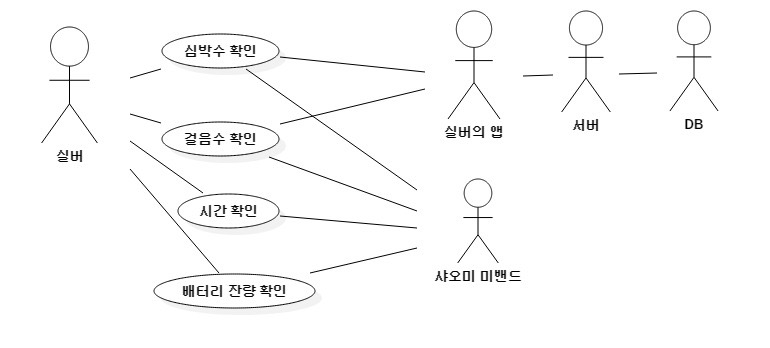 심박수 확인
걸음수 확인
시간 확인
배터리 잔량 확인
실버
실버의 앱
서버
DB
샤오미 미밴드